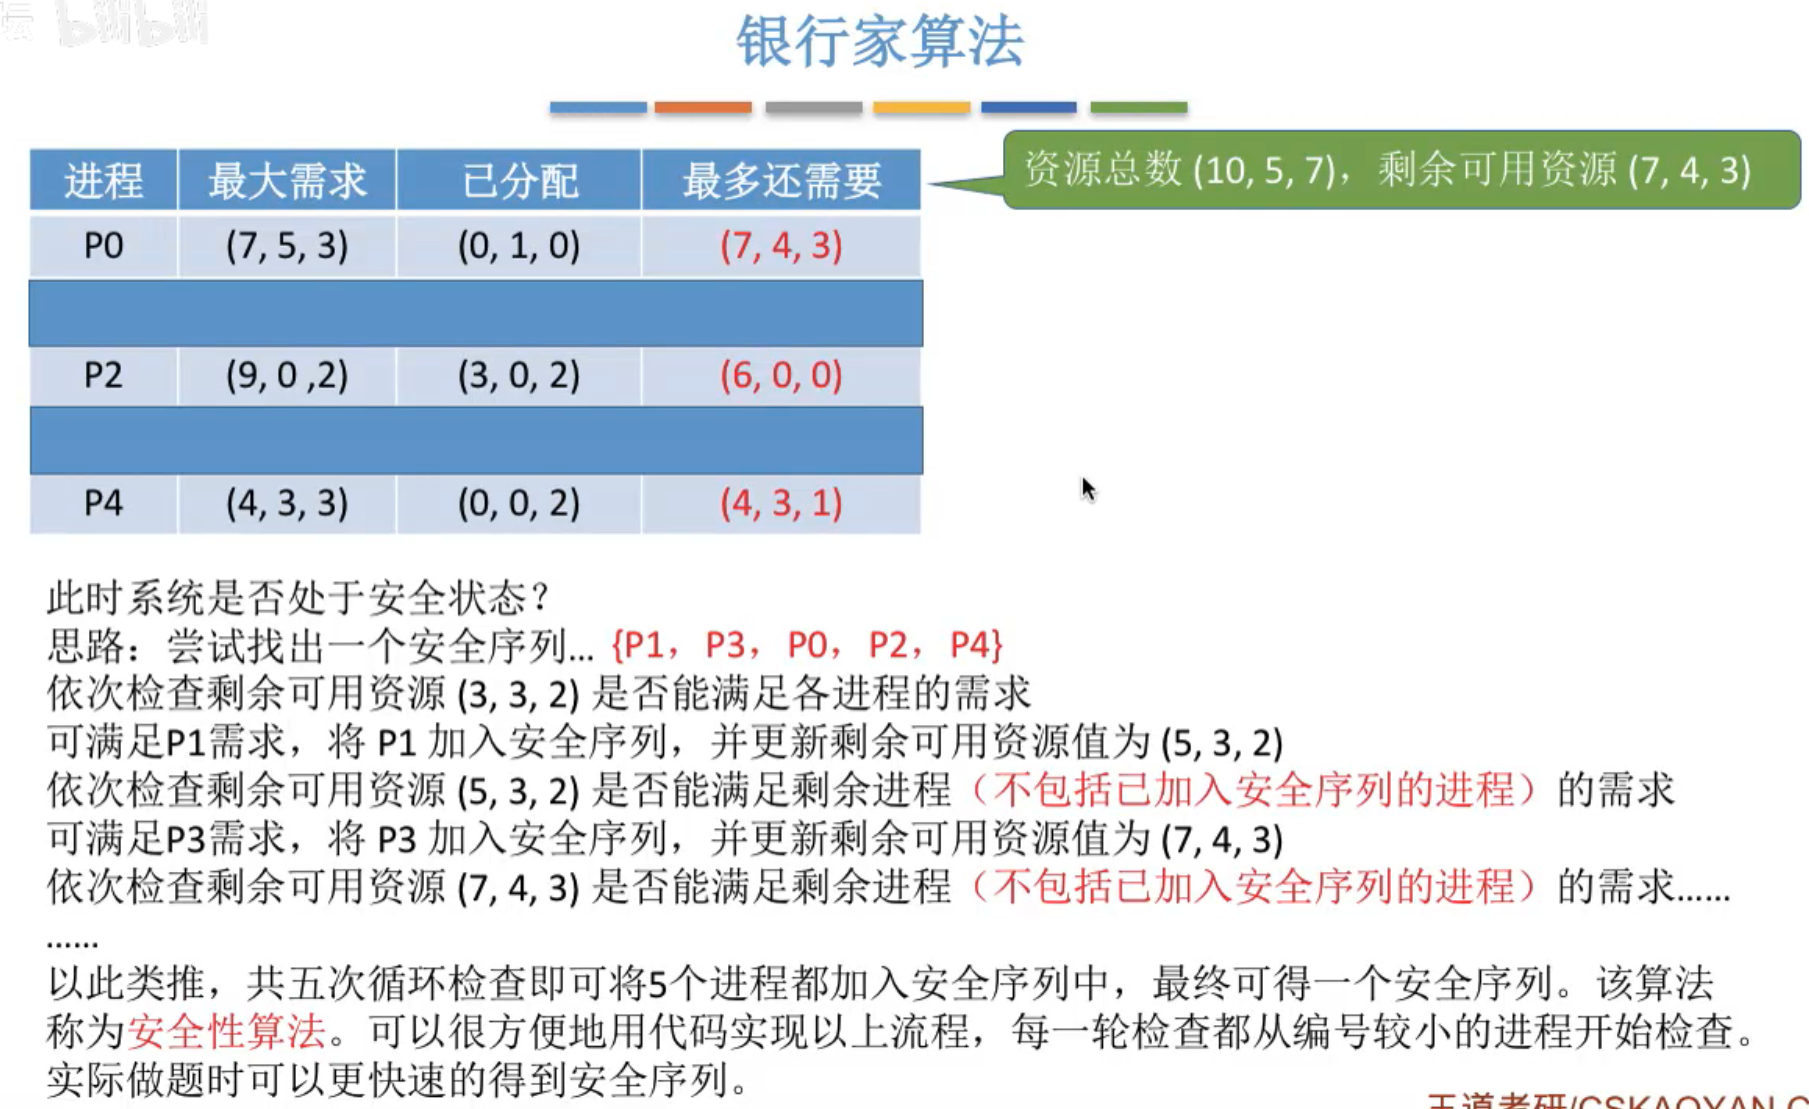 坛 bilibili
银行家算法
资源总数 (10, 5, 7)，剩余可用资源 (7, 4, 3)
进程 最大需求 已分配 最多还需要
P0 (7, 5, 3) (0, 1, 0) (7, 4, 3)
P2 (9, 0 ,2) (3, 0, 2) (6, 0, 0)
P4 (4, 3, 3) (0, 0, 2) (4, 3, 1)
此时系统是否处于安全状态？
思路：尝试找出一个安全序列... {P1，P3，P0，P2，P4}
依次检查剩余可用资源 (3, 3, 2) 是否能满足各进程的需求
可满足P1需求，将 P1 加入安全序列，并更新剩余可用资源值为 (5, 3, 2)
依次检查剩余可用资源 (5, 3, 2) 是否能满足剩余进程（不包括已加入安全序列的进程）的需求
可满足P3需求，将 P3 加入安全序列，并更新剩余可用资源值为 (7, 4, 3)
依次检查剩余可用资源 (7, 4, 3) 是否能满足剩余进程（不包括已加入安全序列的进程）的需求......
......
以此类推，共五次循环检查即可将5个进程都加入安全序列中，最终可得一个安全序列。该算法
称为安全性算法。可以很方便地用代码实现以上流程，每一轮检查都从编号较小的进程开始检查。
实际做题时可以更快速的得到安全序列。
王道考研/CSKAOYAN.C